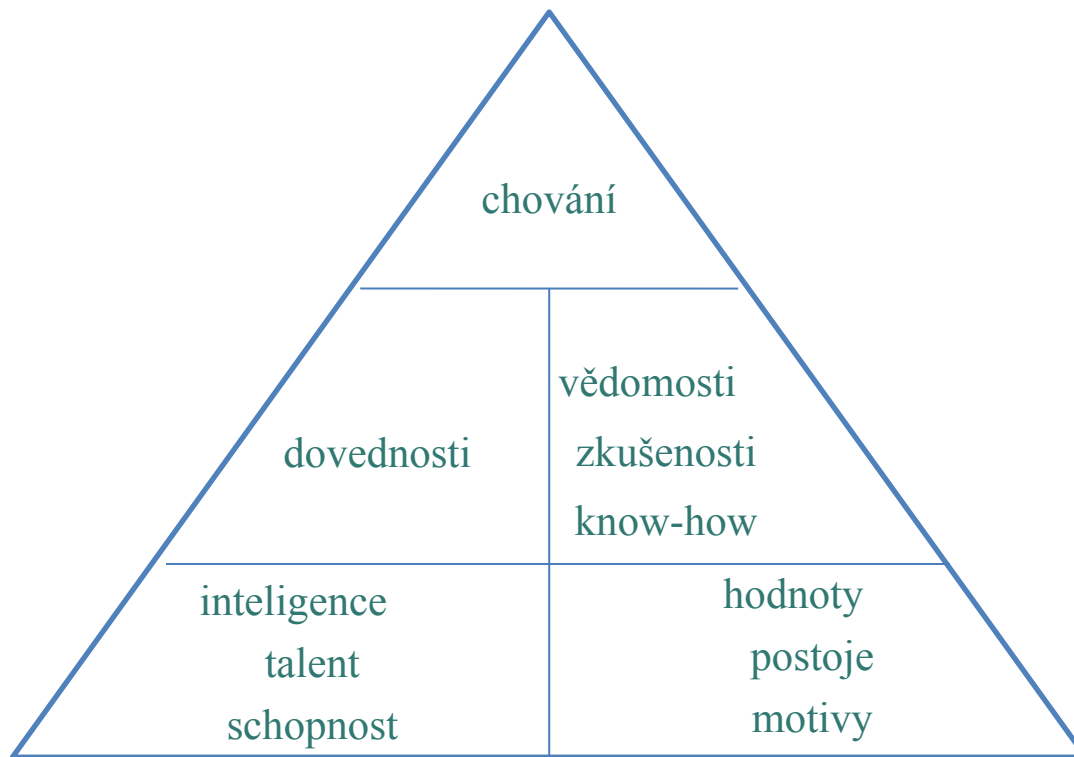 chování
dovednosti
vědomosti
zkušenosti
know-how
inteligence
talent
schopnost
hodnoty
postoje
motivy